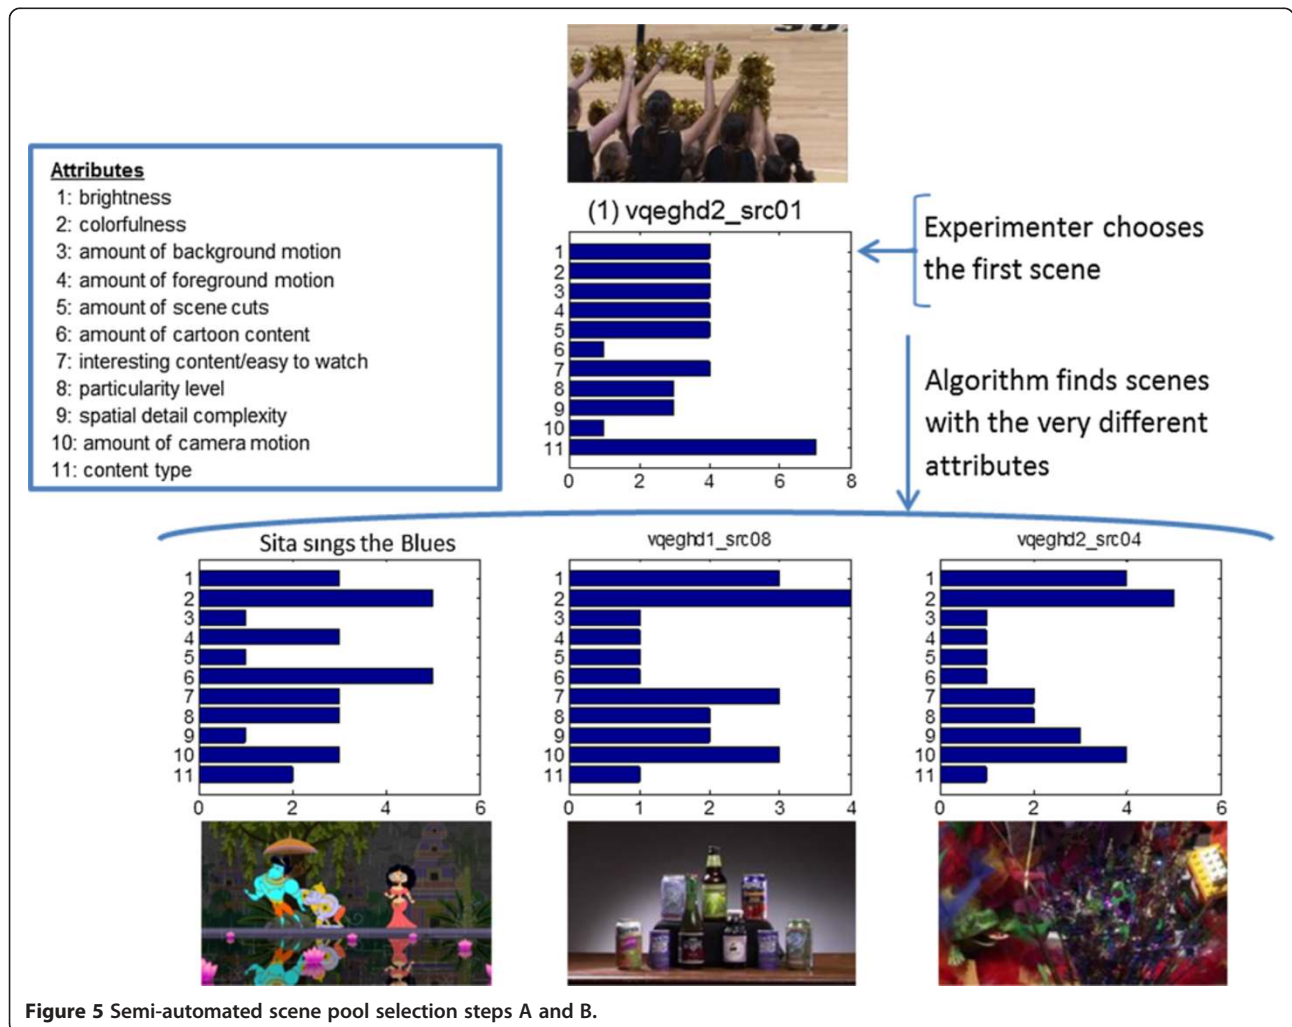 (1) vqeghd2_src01
Attributes
1: brightness
2: colorfulness
3: amount of background motion
4: amount of foreground motion
5: amount of scene cuts
6: amount of cartoon content
7: interesting content/easy to watch
8: particularity level
9: spatial detail complexity
10: amount of camera motion
11: content type
1
2
3
4
5
6
7
8
9
10
11
0 2 4 6 8
Experimenter chooses
the first scene
Algorithm finds scenes
with the very different
attributes
Sita sings the Blues
1
2
3
4
5
6
7
8
9
10
11
0 2 4 6
vqeghd1_src08
1
2
3
4
5
6
7
8
9
10
11
0 1 2 3 4
vqeghd2_src04
1
2
3
4
5
6
7
8
9
10
11
0 2 4 6
Figure 5 Semi-automated scene pool selection steps A and B.